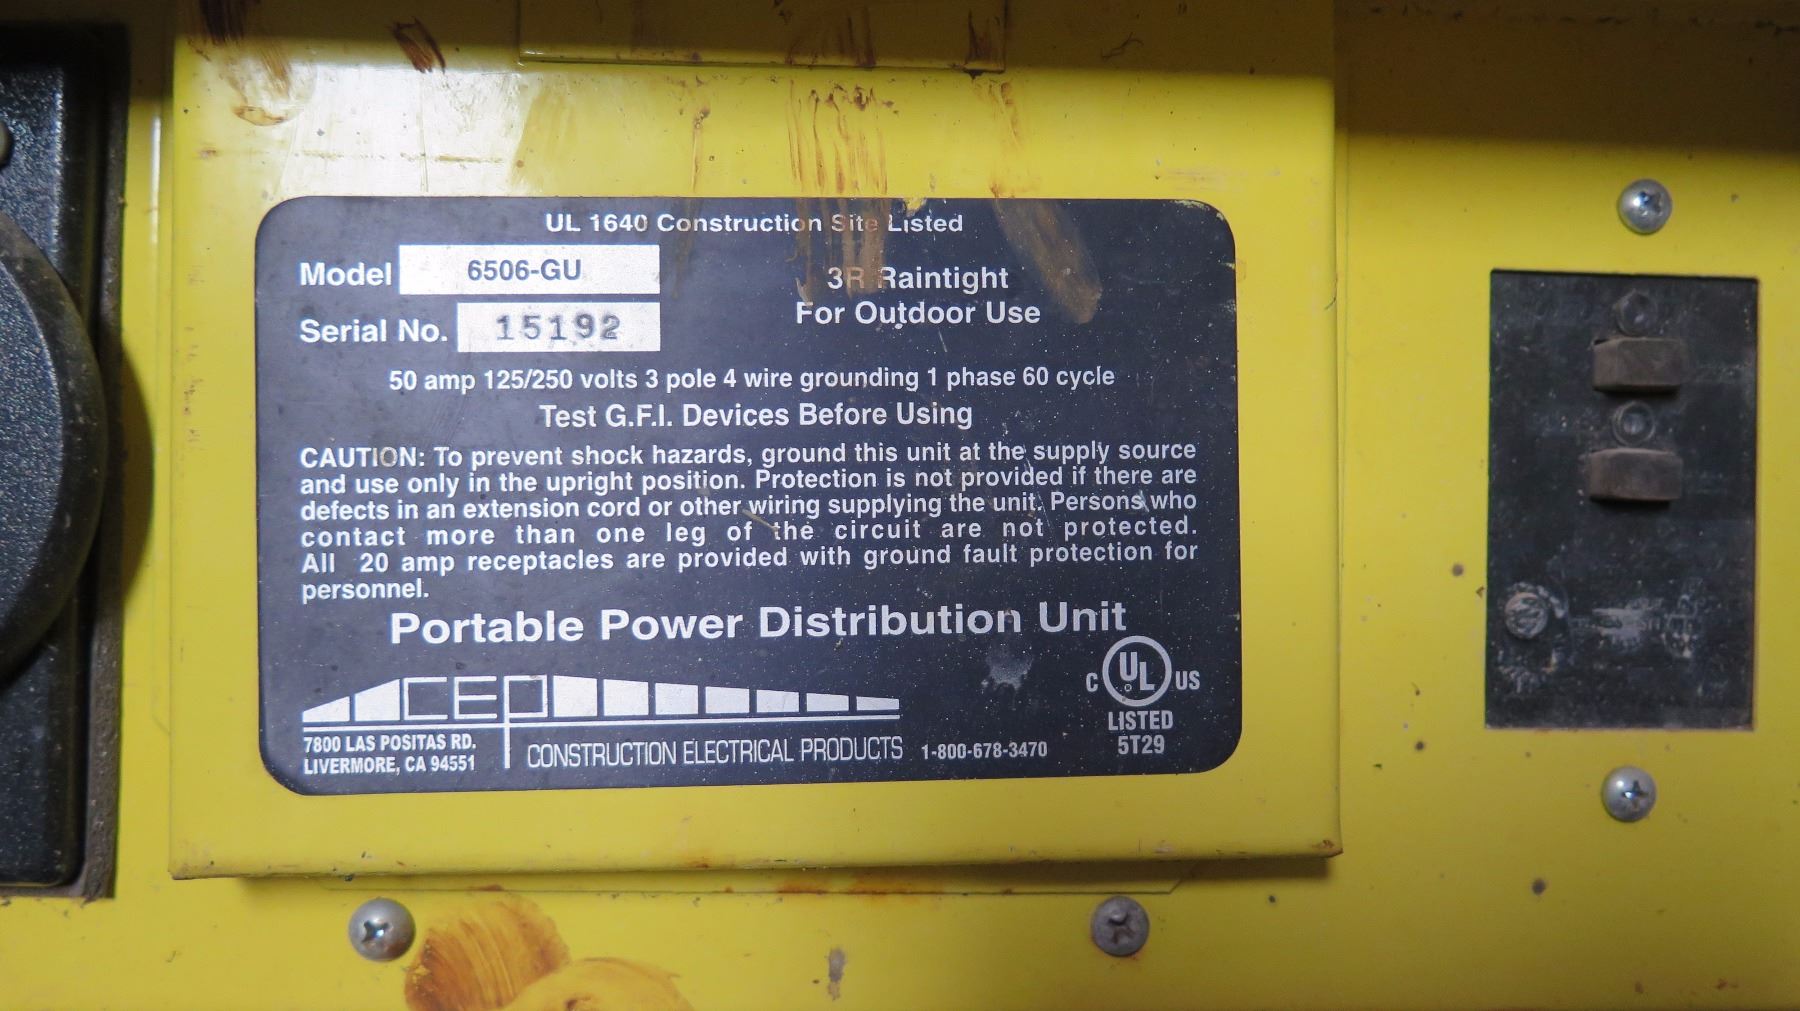 UL 1640 Construction Site Listed
Model 6506-GU
3R Raintight
For Outdoor Use
Serial No. 15192
50 amp 125/250 volts 3 pole 4 wire grounding 1 phase 60 cycle
Test G.F.I. Devices Before Using
CAUTION: To prevent shock hazards, ground this unit at the supply source
and use only in the upright position. Protection is not provided if there are
defects in an extension cord or other wiring supplying the unit. Persons who
contact more than one leg of the circuit are not protected.
All 20 amp receptacles are provided with ground fault protection for
personnel.
Portable Power Distribution Unit
CEP
7800 LAS POSITAS RD.
LIVERMORE, CA 94551
CONSTRUCTION ELECTRICAL PRODUCTS 1-800-678-3470
C UL US
LISTED
5T29